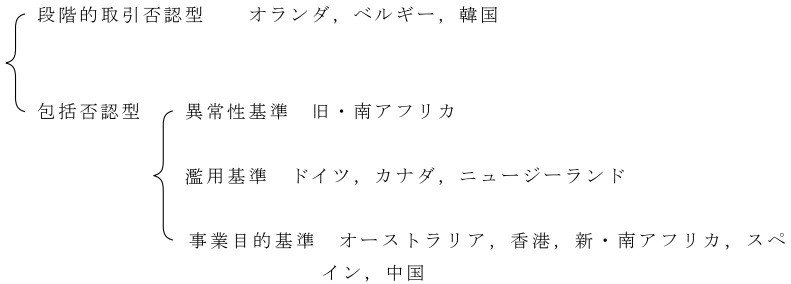 段階的取引否認型　　オランダ，ベルギー，韓国
包括否認型　異常性基準　旧・南アフリカ
濫用基準　ドイツ，カナダ，ニュージーランド
事業目的基準　オーストラリア，香港，新・南アフリカ，スペ
イン，中国